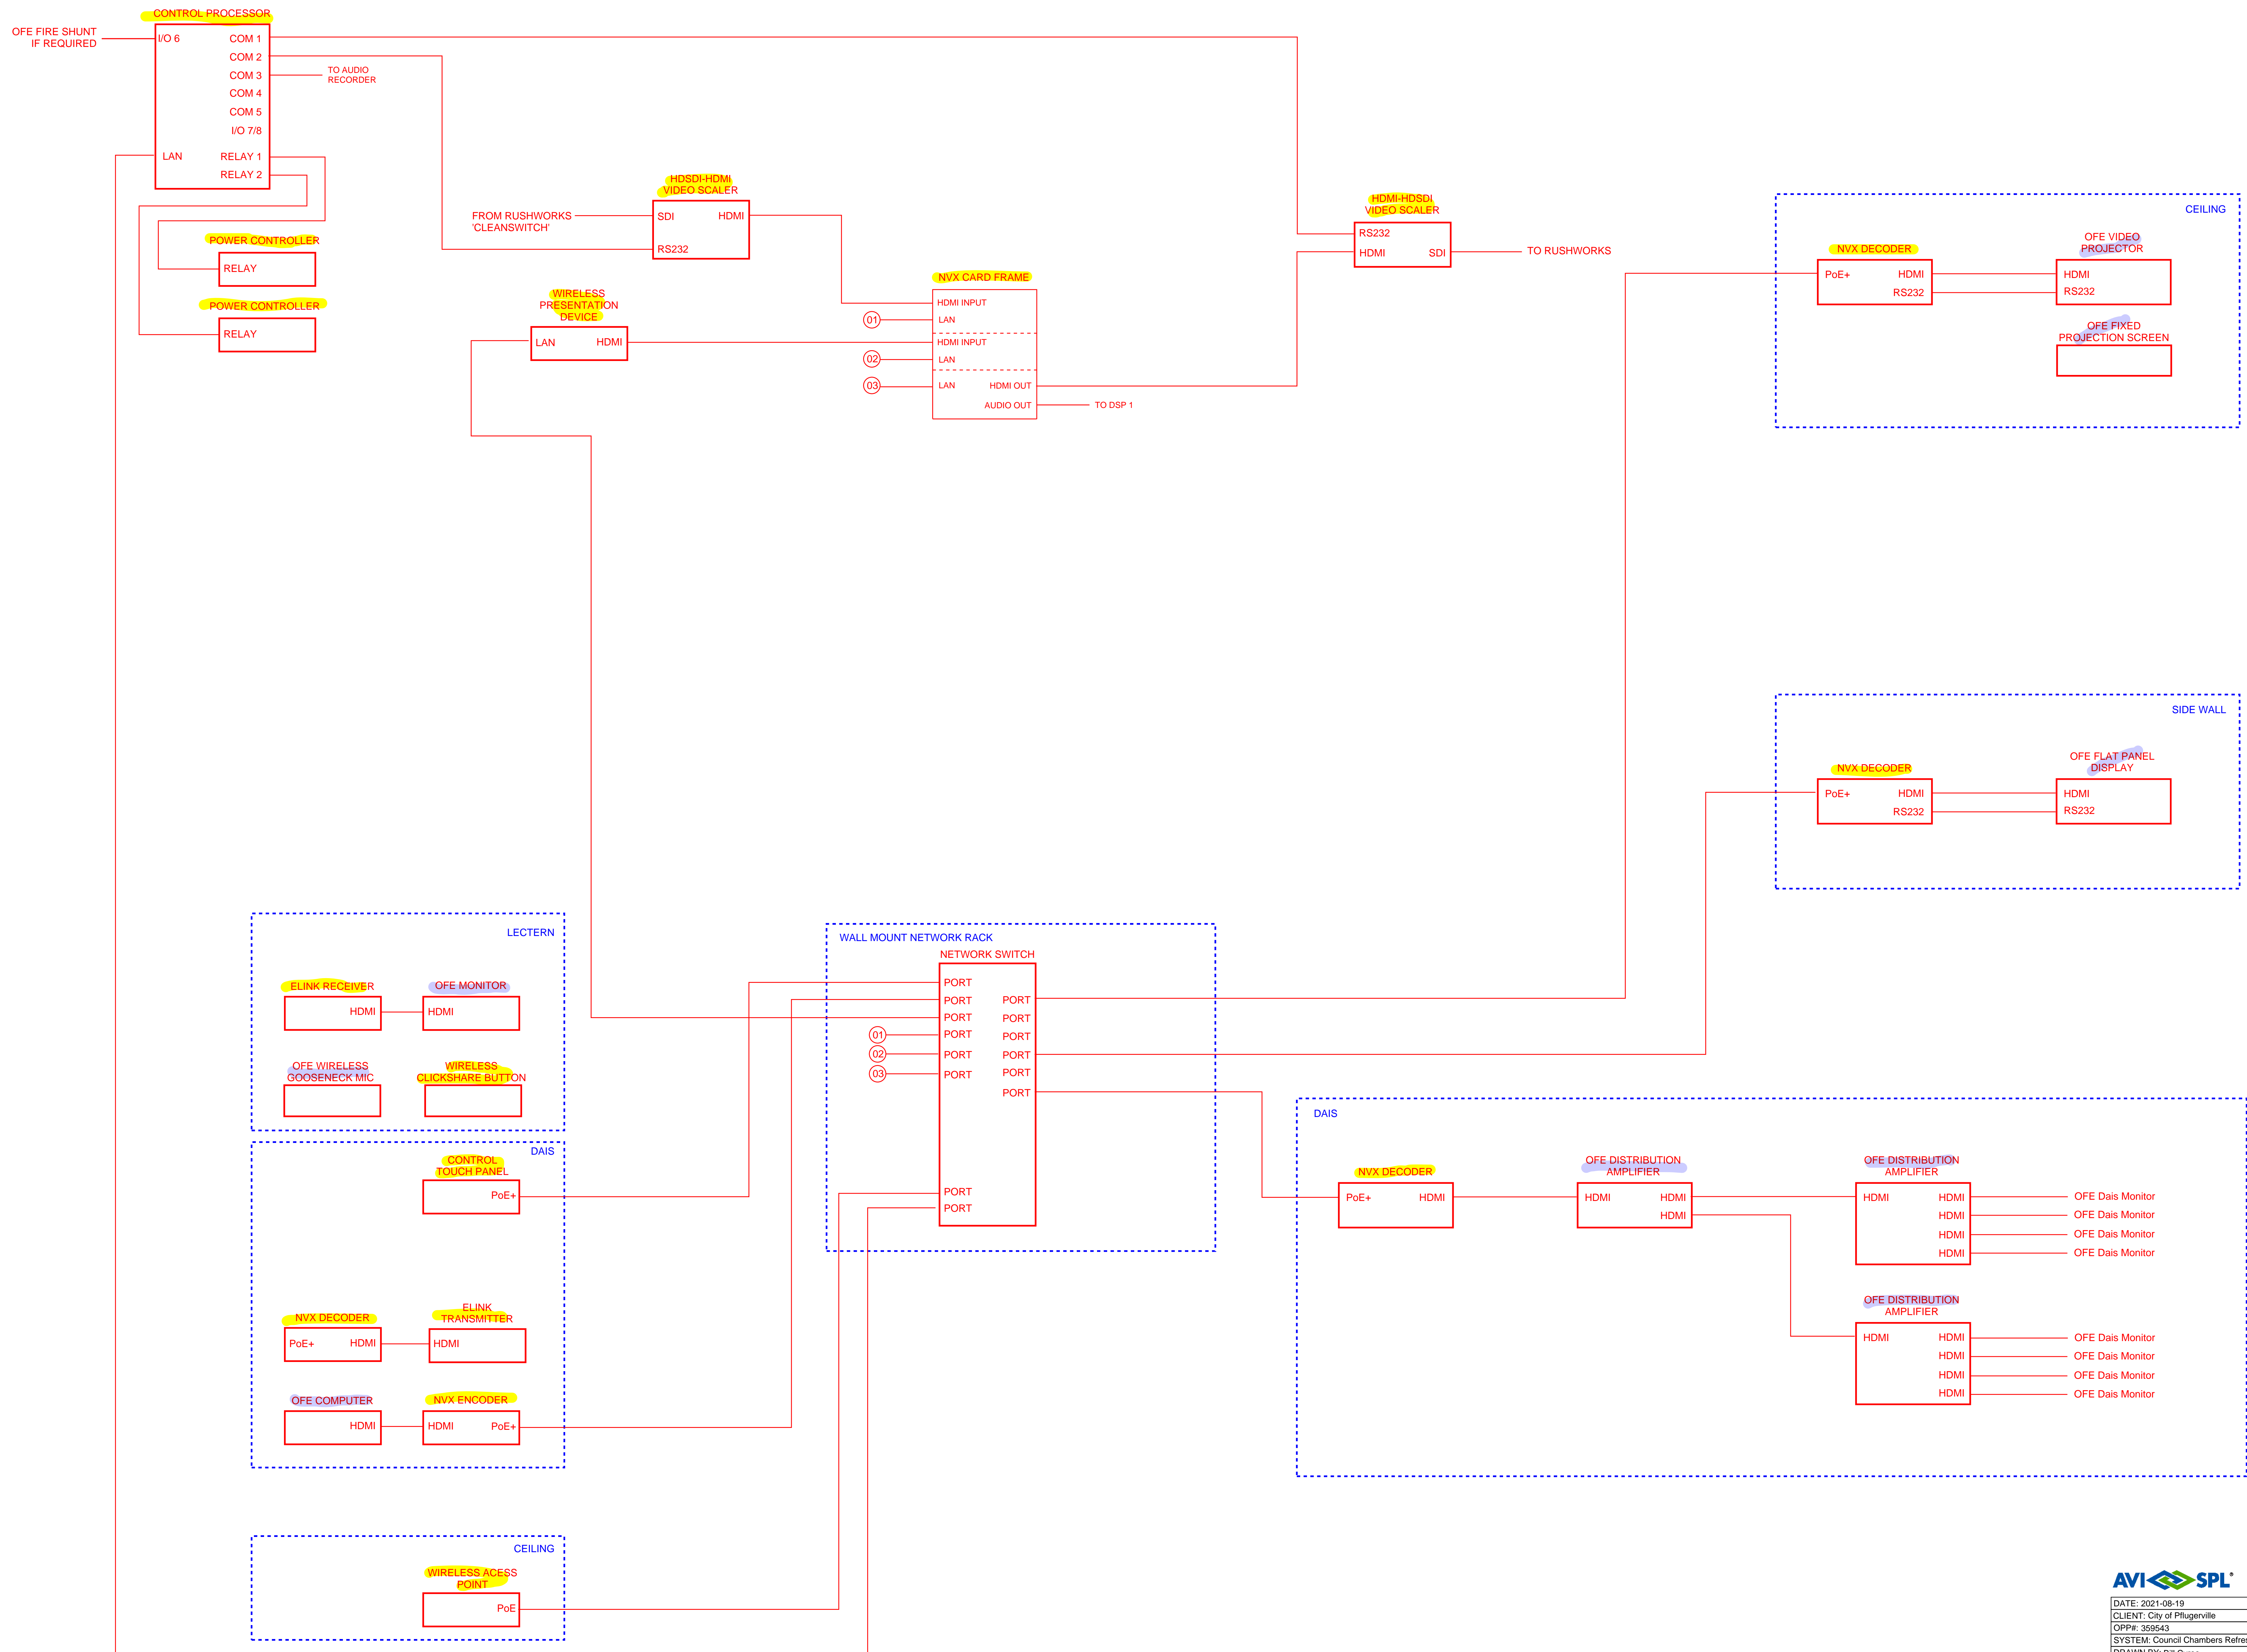 CONTROL PROCESSOR
OFE FIRE SHUNT
IF REQUIRED
I/O 6
COM 1
COM 2
COM 3
COM 4
COM 5
I/O 7/8
LAN
RELAY 1
RELAY 2
TO AUDIO
RECORDER
POWER CONTROLLER
RELAY
POWER CONTROLLER
RELAY
HDSDI-HDMI
VIDEO SCALER
FROM RUSHWORKS
'CLEANSWITCH'
SDI
HDMI
RS232
WIRELESS
PRESENTATION
DEVICE
LAN
HDMI
NVX CARD FRAME
HDMI INPUT
01
LAN
HDMI INPUT
02
LAN
03
LAN
HDMI OUT
AUDIO OUT
TO DSP 1
HDMI-HDSDI
VIDEO SCALER
RS232
HDMI
SDI
TO RUSHWORKS
CEILING
NVX DECODER
PoE+
HDMI
RS232
OFE VIDEO
PROJECTOR
HDMI
RS232
OFE FIXED
PROJECTION SCREEN
SIDE WALL
NVX DECODER
PoE+
HDMI
RS232
OFE FLAT PANEL
DISPLAY
HDMI
RS232
LECTERN
ELINK RECEIVER
HDMI
OFE MONITOR
HDMI
OFE WIRELESS
GOOSENECK MIC
WIRELESS
CLICKSHARE BUTTON
DAIS
CONTROL
TOUCH PANEL
PoE+
NVX DECODER
PoE+
HDMI
ELINK
TRANSMITTER
HDMI
OFE COMPUTER
HDMI
NVX ENCODER
HDMI
PoE+
CEILING
WIRELESS ACESS
POINT
PoE
WALL MOUNT NETWORK RACK
NETWORK SWITCH
PORT
PORT
PORT
01
PORT
02
PORT
03
PORT
PORT
PORT
PORT
PORT
PORT
PORT
PORT
PORT
DAIS
NVX DECODER
PoE+
HDMI
OFE DISTRIBUTION
AMPLIFIER
HDMI
HDMI
HDMI
OFE DISTRIBUTION
AMPLIFIER
HDMI
HDMI
HDMI
HDMI
HDMI
OFE Dais Monitor
OFE Dais Monitor
OFE Dais Monitor
OFE Dais Monitor
OFE DISTRIBUTION
AMPLIFIER
HDMI
HDMI
HDMI
HDMI
HDMI
OFE Dais Monitor
OFE Dais Monitor
OFE Dais Monitor
OFE Dais Monitor
AVI SPL®
DATE: 2021-08-19
CLIENT: City of Pflugerville
OPP#: 359543
SYSTEM: Council Chambers Refres
DRAWN BY: Bill